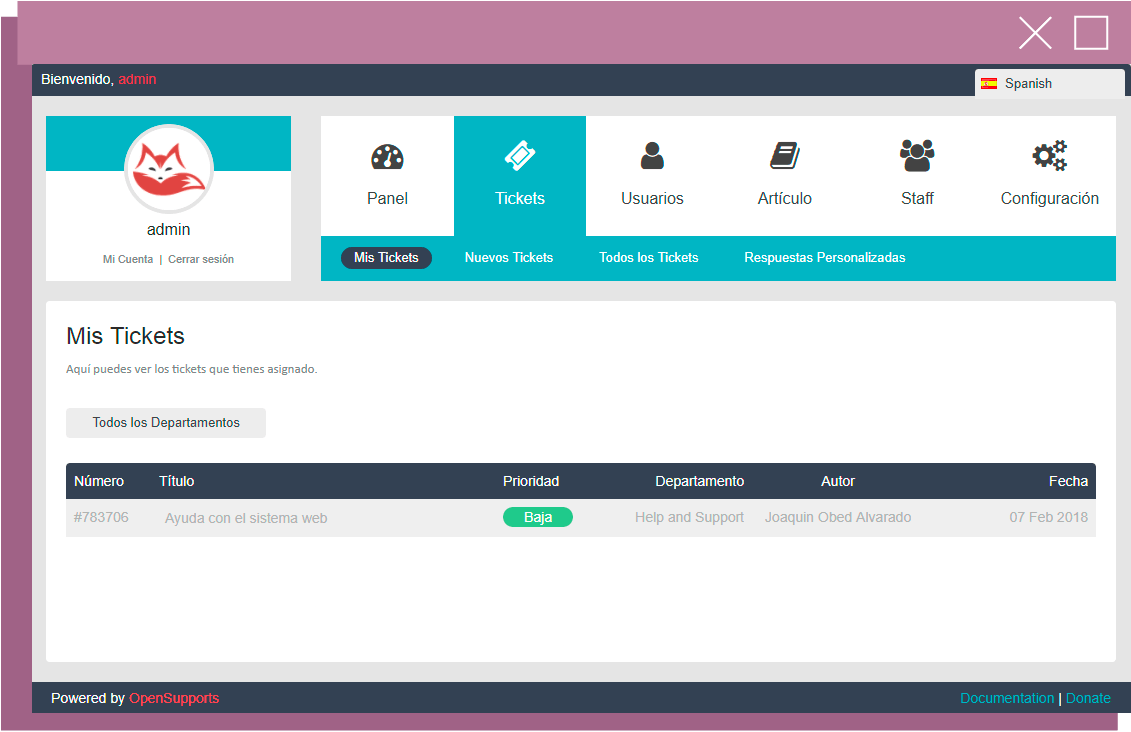 Bienvenido, admin
Spanish
Panel
Tickets
Usuarios
Artículo
Staff
Configuración
admin
Mi Cuenta | Cerrar sesión
Mis Tickets
Nuevos Tickets
Todos los Tickets
Respuestas Personalizadas
Mis Tickets
Aquí puedes ver los tickets que tienes asignado.
Todos los Departamentos
Número Título Prioridad Departamento Autor Fecha
#783706 Ayuda con el sistema web Baja Help and Support Joaquin Obed Alvarado 07 Feb 2018
Powered by OpenSupports
Documentation | Donate